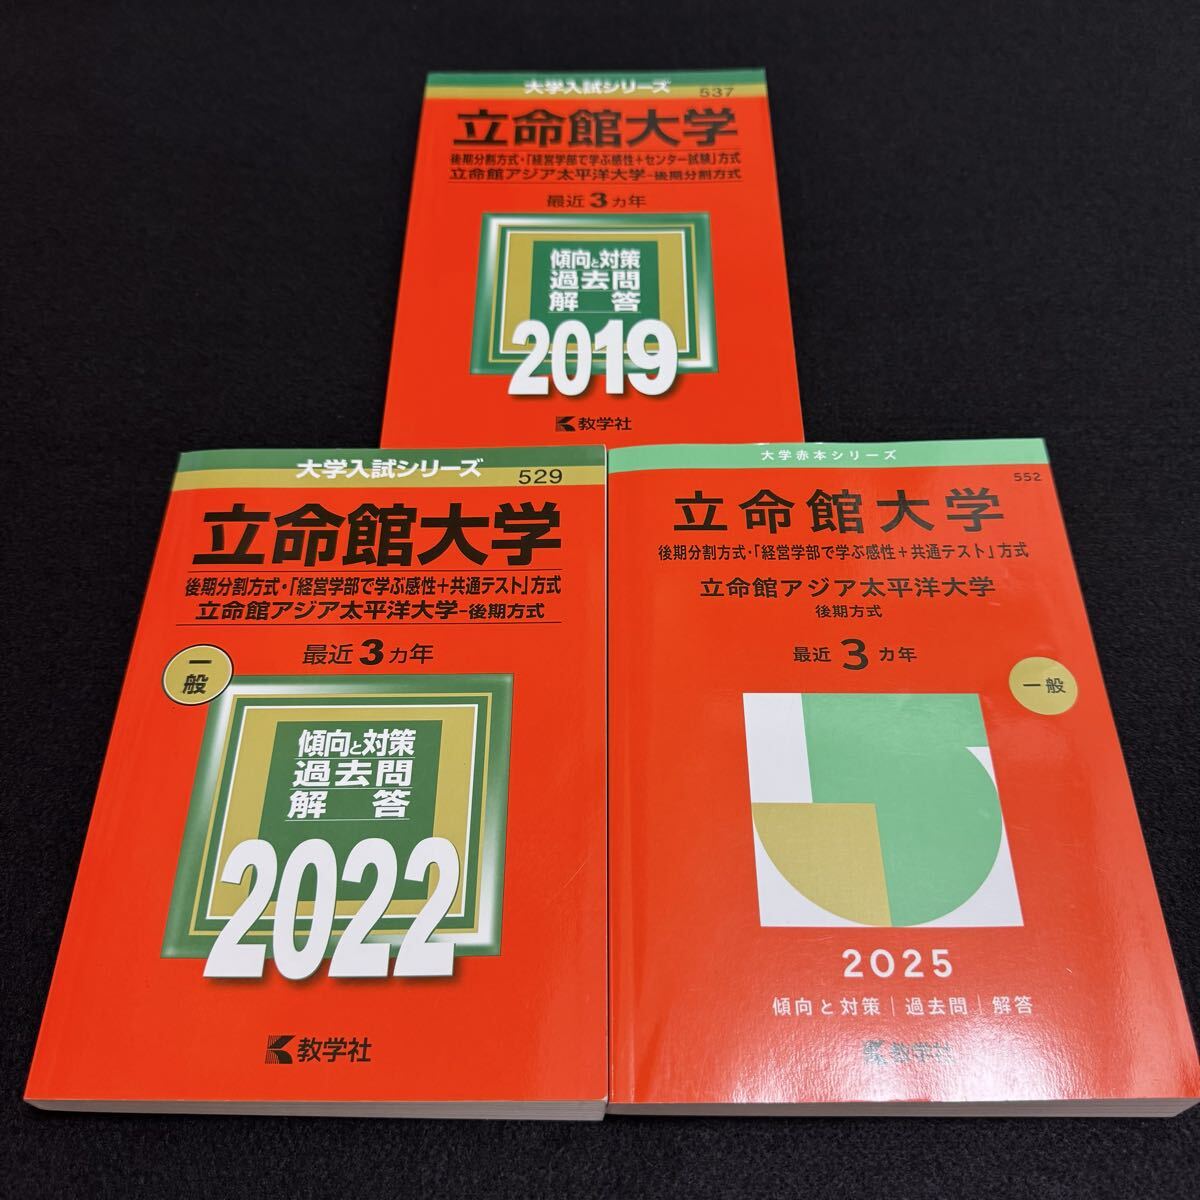 大学入試シリーズ
537
立命館大学
後期分割方式・「経営学部で学ぶ感性+センター試験」方式
立命館アジア太平洋大学-後期分割方式
最近3カ年
傾向と対策
過去問
解答
2019
教学社
大学入試シリーズ
529
立命館大学
後期分割方式・「経営学部で学ぶ感性+共通テスト」方式
立命館アジア太平洋大学-後期方式
最近3カ年
一般
傾向と対策
過去問
解答
2022
教学社
大学赤本シリーズ
552
立命館大学
後期分割方式・「経営学部で学ぶ感性+共通テスト」方式
立命館アジア太平洋大学
後期方式
最近3カ年
一般
2025
傾向と対策|過去問|解答
教学社